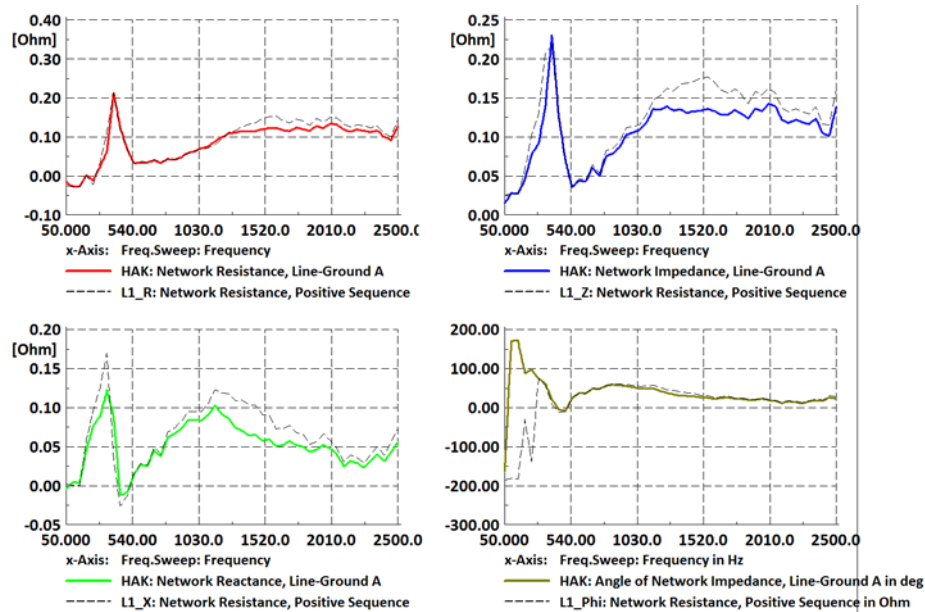 0.40
[Ohm]
0.30
0.20
0.10
0.00
-0.10
50.000 540.00 1030.0 1520.0 2010.0 2500.0
x-Axis: Freq.Sweep: Frequency
HAK: Network Resistance, Line-Ground A
L1_R: Network Resistance, Positive Sequence
0.25
[Ohm]
0.20
0.15
0.10
0.05
0.00
50.000 540.00 1030.0 1520.0 2010.0 2500.0
x-Axis: Freq.Sweep: Frequency
HAK: Network Impedance, Line-Ground A
L1_Z: Network Resistance, Positive Sequence
0.20
[Ohm]
0.15
0.10
0.05
0.00
-0.05
50.000 540.00 1030.0 1520.0 2010.0 2500.0
x-Axis: Freq.Sweep: Frequency
HAK: Network Reactance, Line-Ground A
L1_X: Network Resistance, Positive Sequence
200.00
100.00
0.00
-100.00
-200.00
-300.00
50.000 540.00 1030.0 1520.0 2010.0 2500.0
x-Axis: Freq.Sweep: Frequency in Hz
HAK: Angle of Network Impedance, Line-Ground A in deg
L1_Phi: Network Resistance, Positive Sequence in Ohm